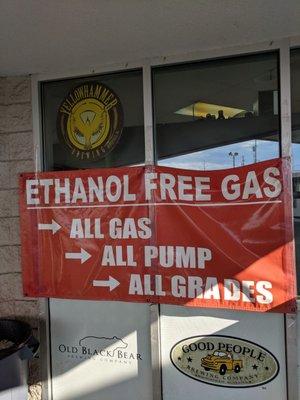 YELLOWHAMMER
BREWING
ETHANOL FREE GAS
ALL GAS
ALL PUMP
ALL GRADES
OLD BLACK BEAR
BREWING COMPANY
GOOD PEOPLE
BREWING COMPANY